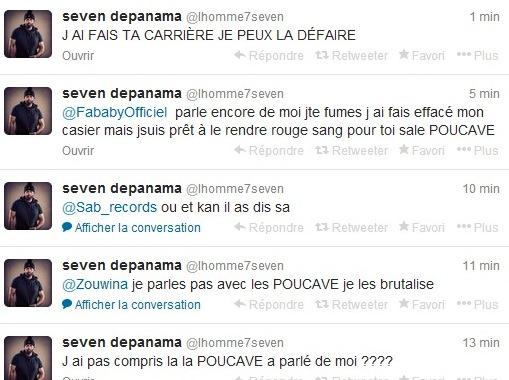 seven depanama @lhomme7seven 1 min
J AI FAIS TA CARRIÈRE JE PEUX LA DÉFAIRE
Ouvrir Répondre Retweeter Favori Plus
seven depanama @lhomme7seven 5 min
@FababyOfficiel parle encore de moi jte fumes j ai fais effacé mon
casier mais jsuis prêt à le rendre rouge sang pour toi sale POUCAVE
Ouvrir Répondre Retweeter Favori Plus
seven depanama @lhomme7seven 10 min
@Sab_records ou et kan il as dis sa
Afficher la conversation Répondre Retweeter Favori Plus
seven depanama @lhomme7seven 11 min
@Zouwina je parles pas avec les POUCAVE je les brutalise
Afficher la conversation Répondre Retweeter Favori Plus
seven depanama @lhomme7seven 13 min
J ai pas compris la la POUCAVE a parlé de moi ????